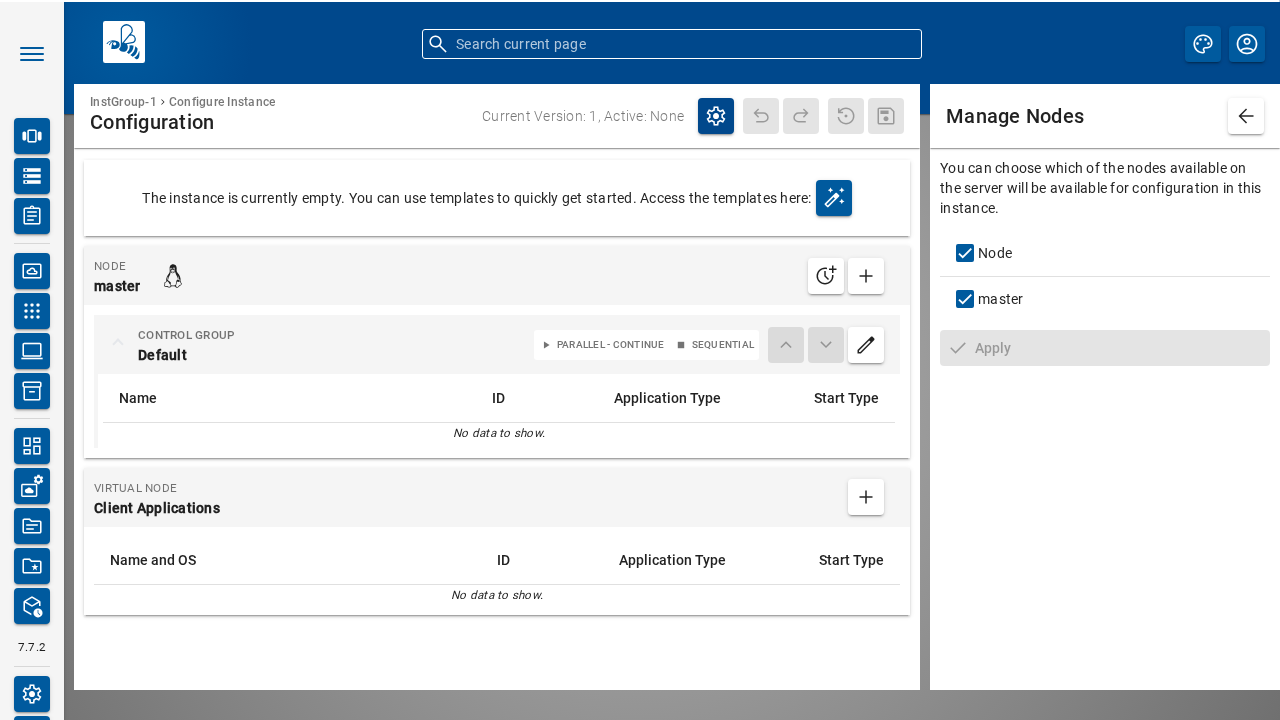 Search current page
InstGroup-1 › Configure Instance
Configuration
Current Version: 1, Active: None
The instance is currently empty. You can use templates to quickly get started. Access the templates here:
NODE
master
CONTROL GROUP
Default
PARALLEL - CONTINUE
SEQUENTIAL
Name ID Application Type Start Type
No data to show.
VIRTUAL NODE
Client Applications
Name and OS ID Application Type Start Type
No data to show.
Manage Nodes
You can choose which of the nodes available on
the server will be available for configuration in this
instance.
Node
master
Apply
7.7.2